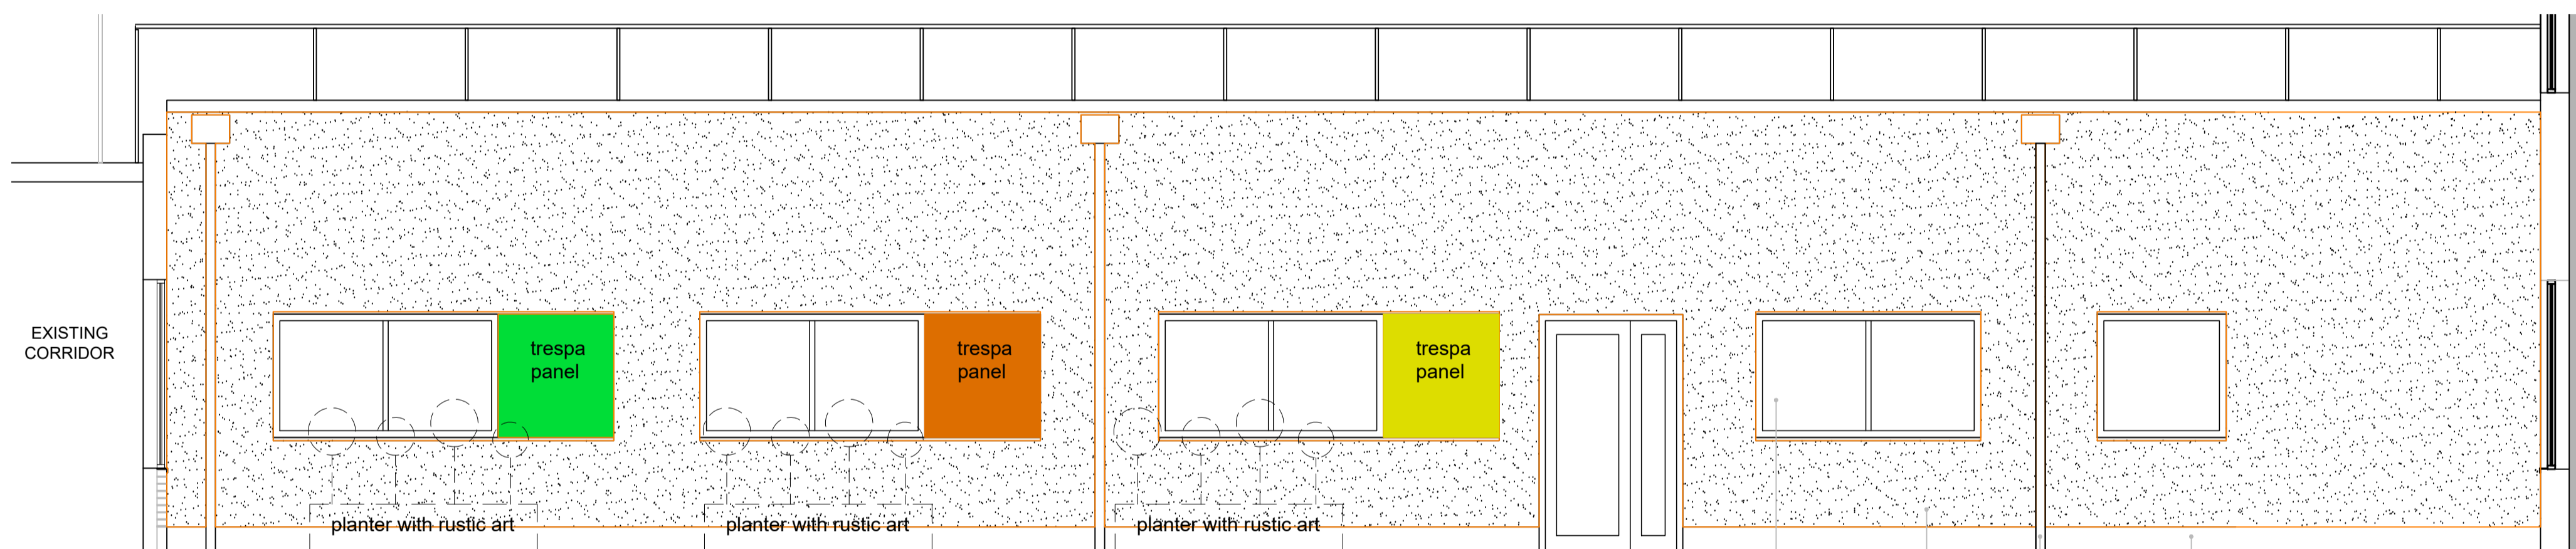 EXISTING
CORRIDOR
trespa
panel
trespa
panel
trespa
panel
planter with rustic art
planter with rustic art
planter with rustic art